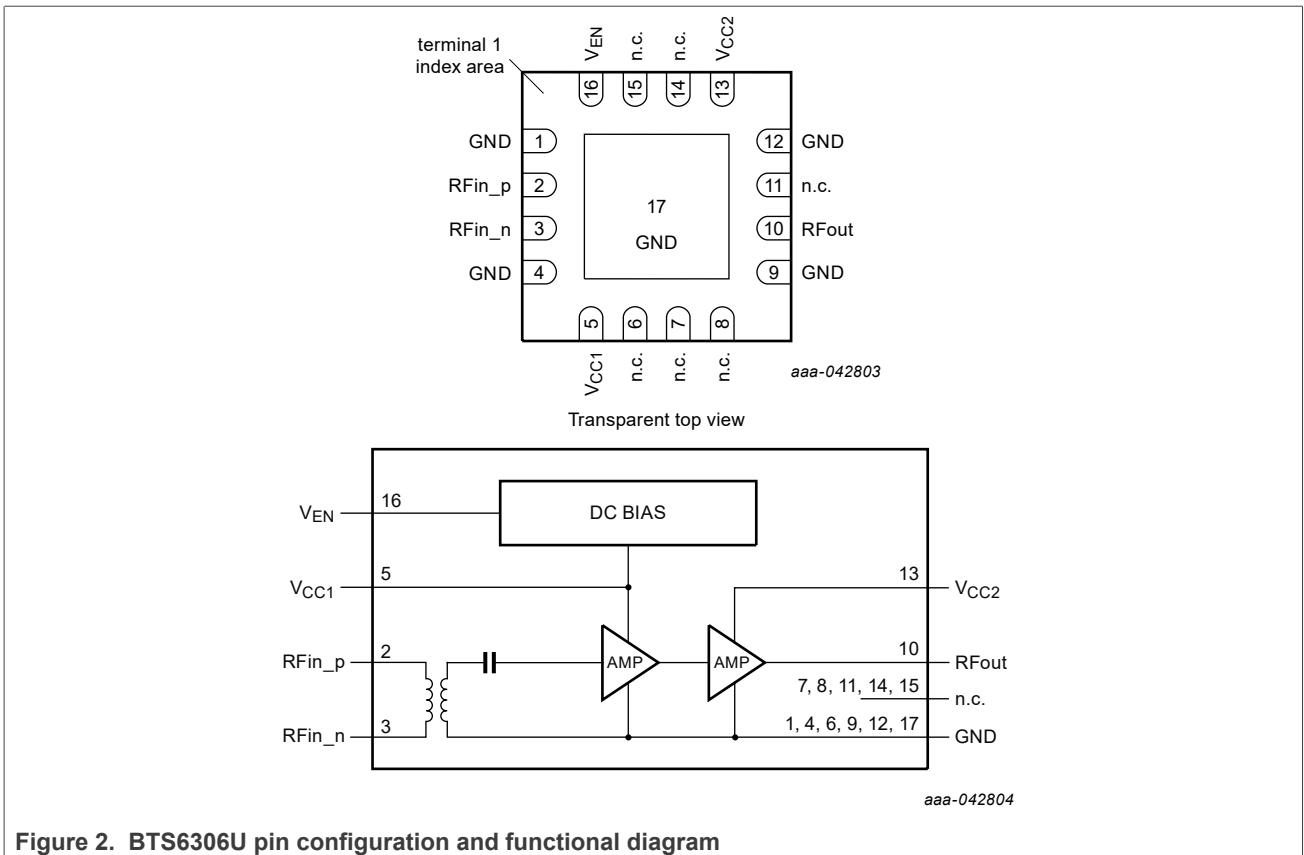 terminal 1
index area
VEN
n.c.
n.c.
VCC2
16
15
14
13
GND 1
12 GND
RFin_p 2
11 n.c.
RFin_n 3
10 RFout
GND 4
9 GND
17
GND
5
6
7
8
VCC1
n.c.
n.c.
n.c.
aaa-042803
Transparent top view
VEN 16
DC BIAS
VCC1 5
13 VCC2
RFin_p 2
AMP
AMP
10 RFout
7, 8, 11, 14, 15
n.c.
RFin_n 3
1, 4, 6, 9, 12, 17
GND
aaa-042804
Figure 2. BTS6306U pin configuration and functional diagram